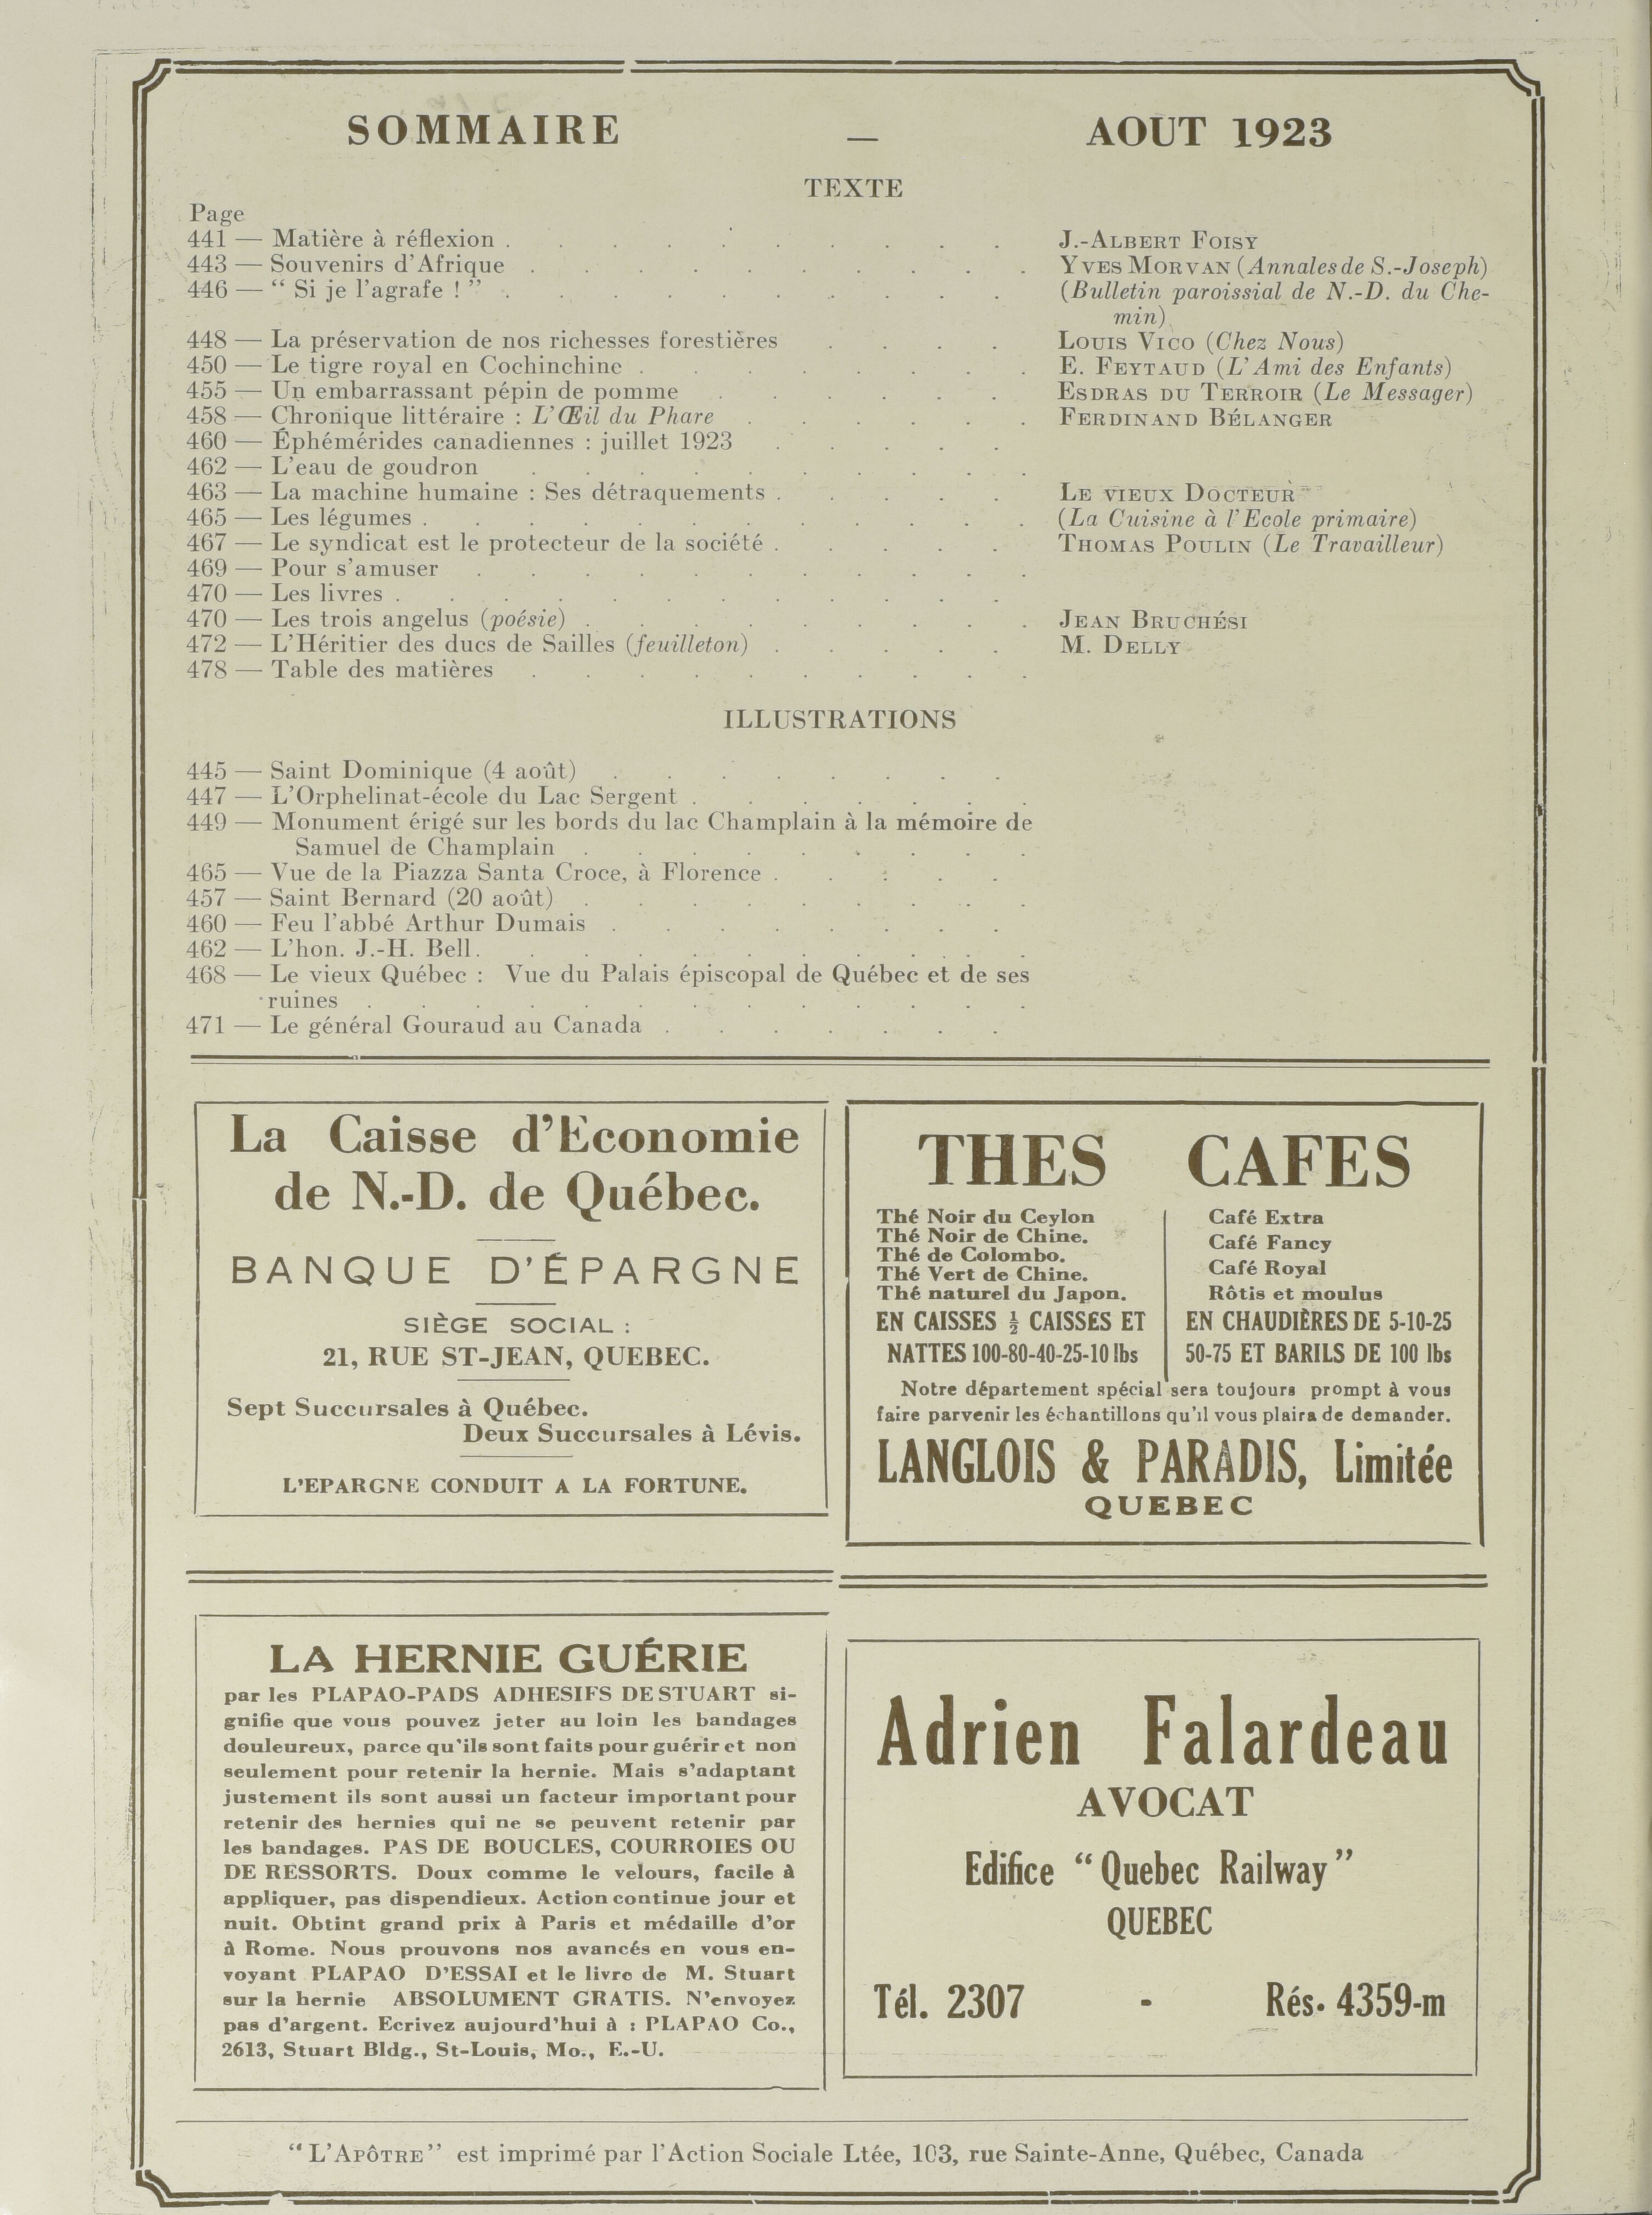 SOMMAIRE — AOUT 1923
TEXTE
Page
441 — Matière à réflexion . . . . . . . . . . J.-ALBERT FOISY
443 — Souvenirs d'Afrique . . . . . . . . . . YVES MORVAN (Annales de S.-Joseph)
446 — “ Si je l'agrafe ! ” . . . . . . . . . . (Bulletin paroissial de N.-D. du Che-
min)
448 — La préservation de nos richesses forestières . . . . LOUIS VICO (Chez Nous)
450 — Le tigre royal en Cochinchine . . . . . . . . E. FEYTAUD (L'Ami des Enfants)
455 — Un embarrassant pépin de pomme . . . . . . ESDRAS DU TERROIR (Le Messager)
458 — Chronique littéraire : L'Œil du Phare . . . . . . FERDINAND BÉLANGER
460 — Éphémérides canadiennes : juillet 1923 . . . . .
462 — L'eau de goudron . . . . . . . . . .
463 — La machine humaine : Ses détraquements . . . . . LE VIEUX DOCTEUR
465 — Les légumes . . . . . . . . . . . . (La Cuisine à l'Ecole primaire)
467 — Le syndicat est le protecteur de la société . . . . . THOMAS POULIN (Le Travailleur)
469 — Pour s'amuser . . . . . . . . . . .
470 — Les livres . . . . . . . . . . . .
470 — Les trois angelus (poésie) . . . . . . . . . JEAN BRUCHÉSI
472 — L'Héritier des ducs de Sailles (feuilleton) . . . . . M. DELLY
478 — Table des matières . . . . . . . . . .
ILLUSTRATIONS
445 — Saint Dominique (4 août) . . . . . . . .
447 — L'Orphelinat-école du Lac Sergent . . . . . . .
449 — Monument érigé sur les bords du lac Champlain à la mémoire de
Samuel de Champlain . . . . . . . . .
465 — Vue de la Piazza Santa Croce, à Florence . . . . .
457 — Saint Bernard (20 août) . . . . . . . . .
460 — Feu l'abbé Arthur Dumais . . . . . . . .
462 — L'hon. J.-H. Bell . . . . . . . . . . .
468 — Le vieux Québec : Vue du Palais épiscopal de Québec et de ses
ruines . . . . . . . . . . . . .
471 — Le général Gouraud au Canada . . . . . . .
La Caisse d'Economie
de N.-D. de Québec.
BANQUE D'ÉPARGNE
SIÈGE SOCIAL :
21, RUE ST-JEAN, QUEBEC.
Sept Succursales à Québec.
Deux Succursales à Lévis.
L'EPARGNE CONDUIT A LA FORTUNE.
THES CAFES
Thé Noir du Ceylon
Thé Noir de Chine.
Thé de Colombo.
Thé Vert de Chine.
Thé naturel du Japon.
EN CAISSES ½ CAISSES ET
NATTES 100-80-40-25-10 lbs
Café Extra
Café Fancy
Café Royal
Rôtis et moulus
EN CHAUDIÈRES DE 5-10-25
50-75 ET BARILS DE 100 lbs
Notre département spécial sera toujours prompt à vous
faire parvenir les échantillons qu'il vous plaira de demander.
LANGLOIS & PARADIS, Limitée
QUEBEC
LA HERNIE GUÉRIE
par les PLAPAO-PADS ADHESIFS DE STUART si-
gnifie que vous pouvez jeter au loin les bandages
douleureux, parce qu'ils sont faits pour guérir et non
seulement pour retenir la hernie. Mais s'adaptant
justement ils sont aussi un facteur important pour
retenir des hernies qui ne se peuvent retenir par
les bandages. PAS DE BOUCLES, COURROIES OU
DE RESSORTS. Doux comme le velours, facile à
appliquer, pas dispendieux. Action continue jour et
nuit. Obtint grand prix à Paris et médaille d'or
à Rome. Nous prouvons nos avancés en vous en-
voyant PLAPAO D'ESSAI et le livre de M. Stuart
sur la hernie ABSOLUMENT GRATIS. N'envoyez
pas d'argent. Ecrivez aujourd'hui à : PLAPAO Co.,
2613, Stuart Bldg., St-Louis, Mo., E.-U.
Adrien Falardeau
AVOCAT
Edifice “Quebec Railway”
QUEBEC
Tél. 2307 - Rés. 4359-m
“L'APÔTRE” est imprimé par l'Action Sociale Ltée, 103, rue Sainte-Anne, Québec, Canada